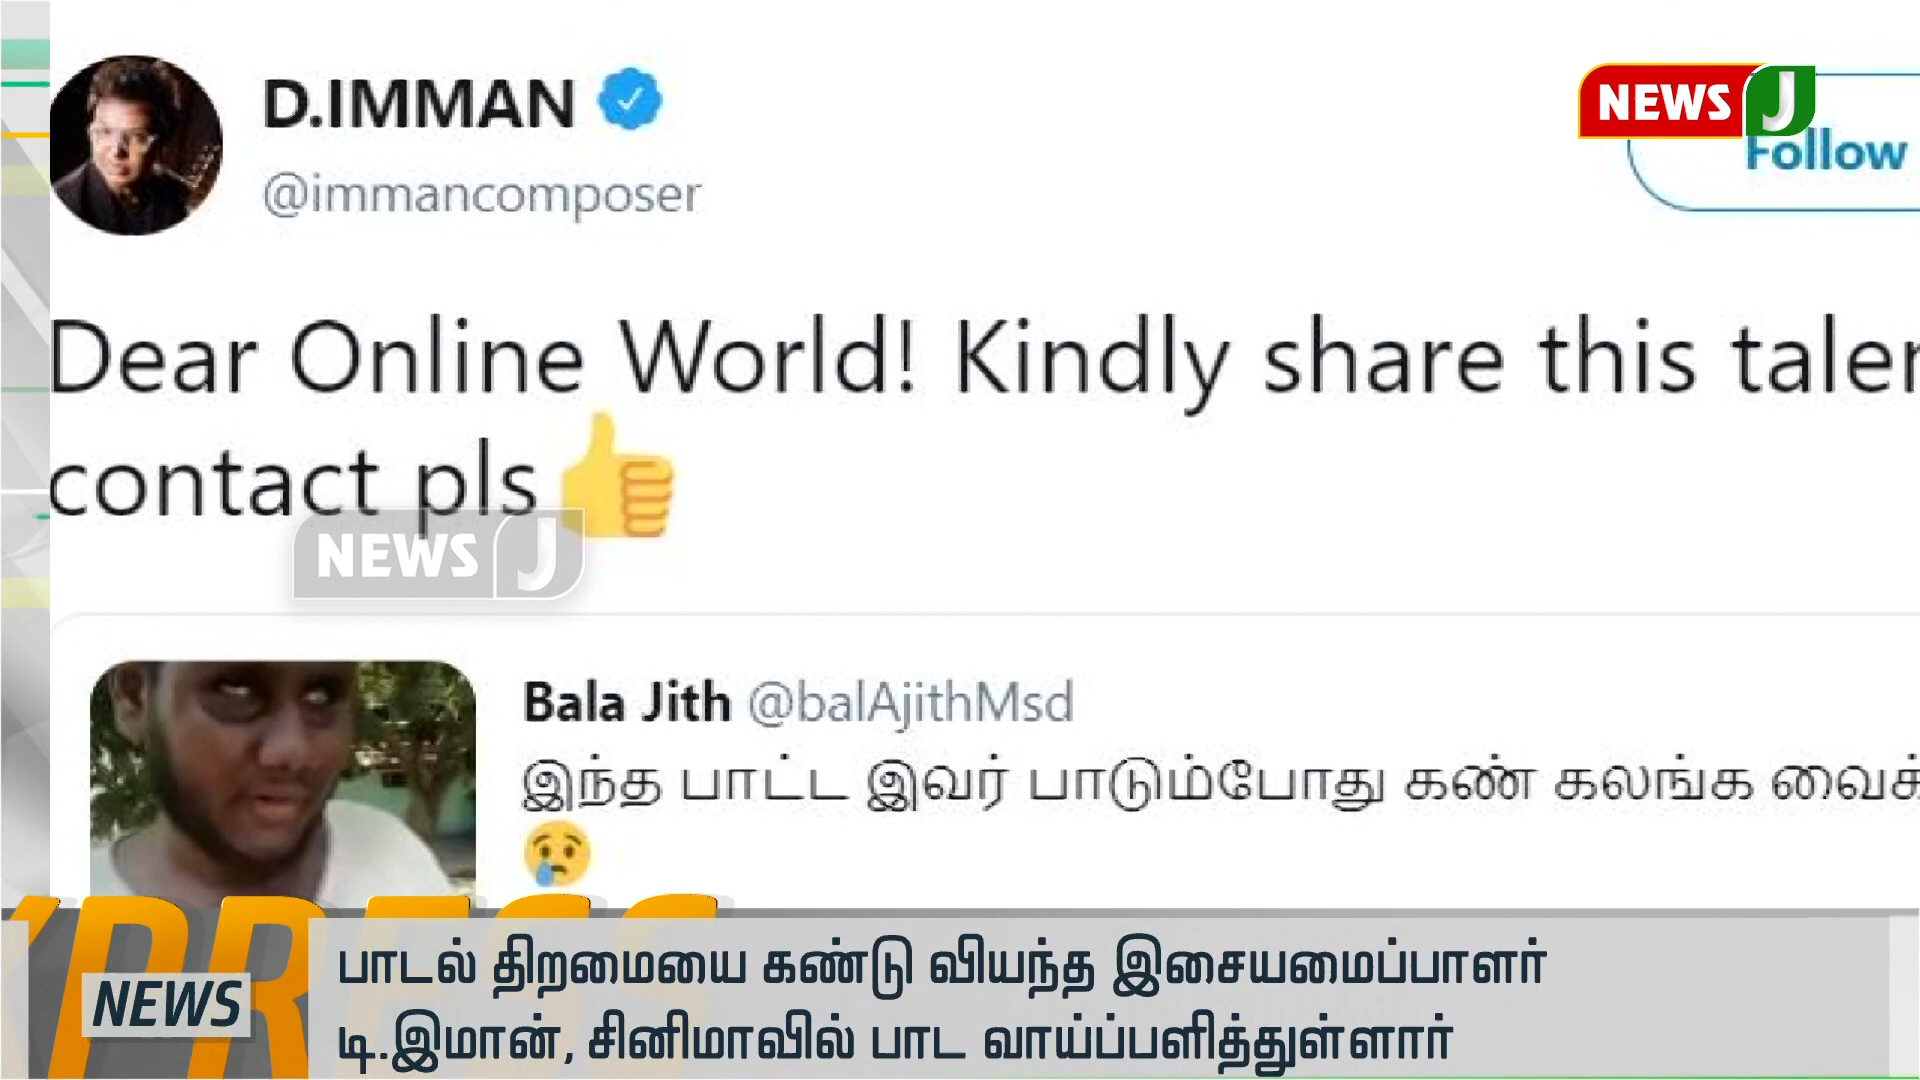 D.IMMAN
@immancomposer
NEWS J
Follow
Dear Online World! Kindly share this
contact pls
NEWS J
Bala Jith @balAjithMsd
இந்த பாட்ட இவர் பாடும்போது கண் கலங்க
NEWS
பாடல் திறமையை கண்டு வியந்த இசையமைப்பாளர்
டி.இமான், சினிமாவில் பாட வாய்ப்பளித்துள்ளார்